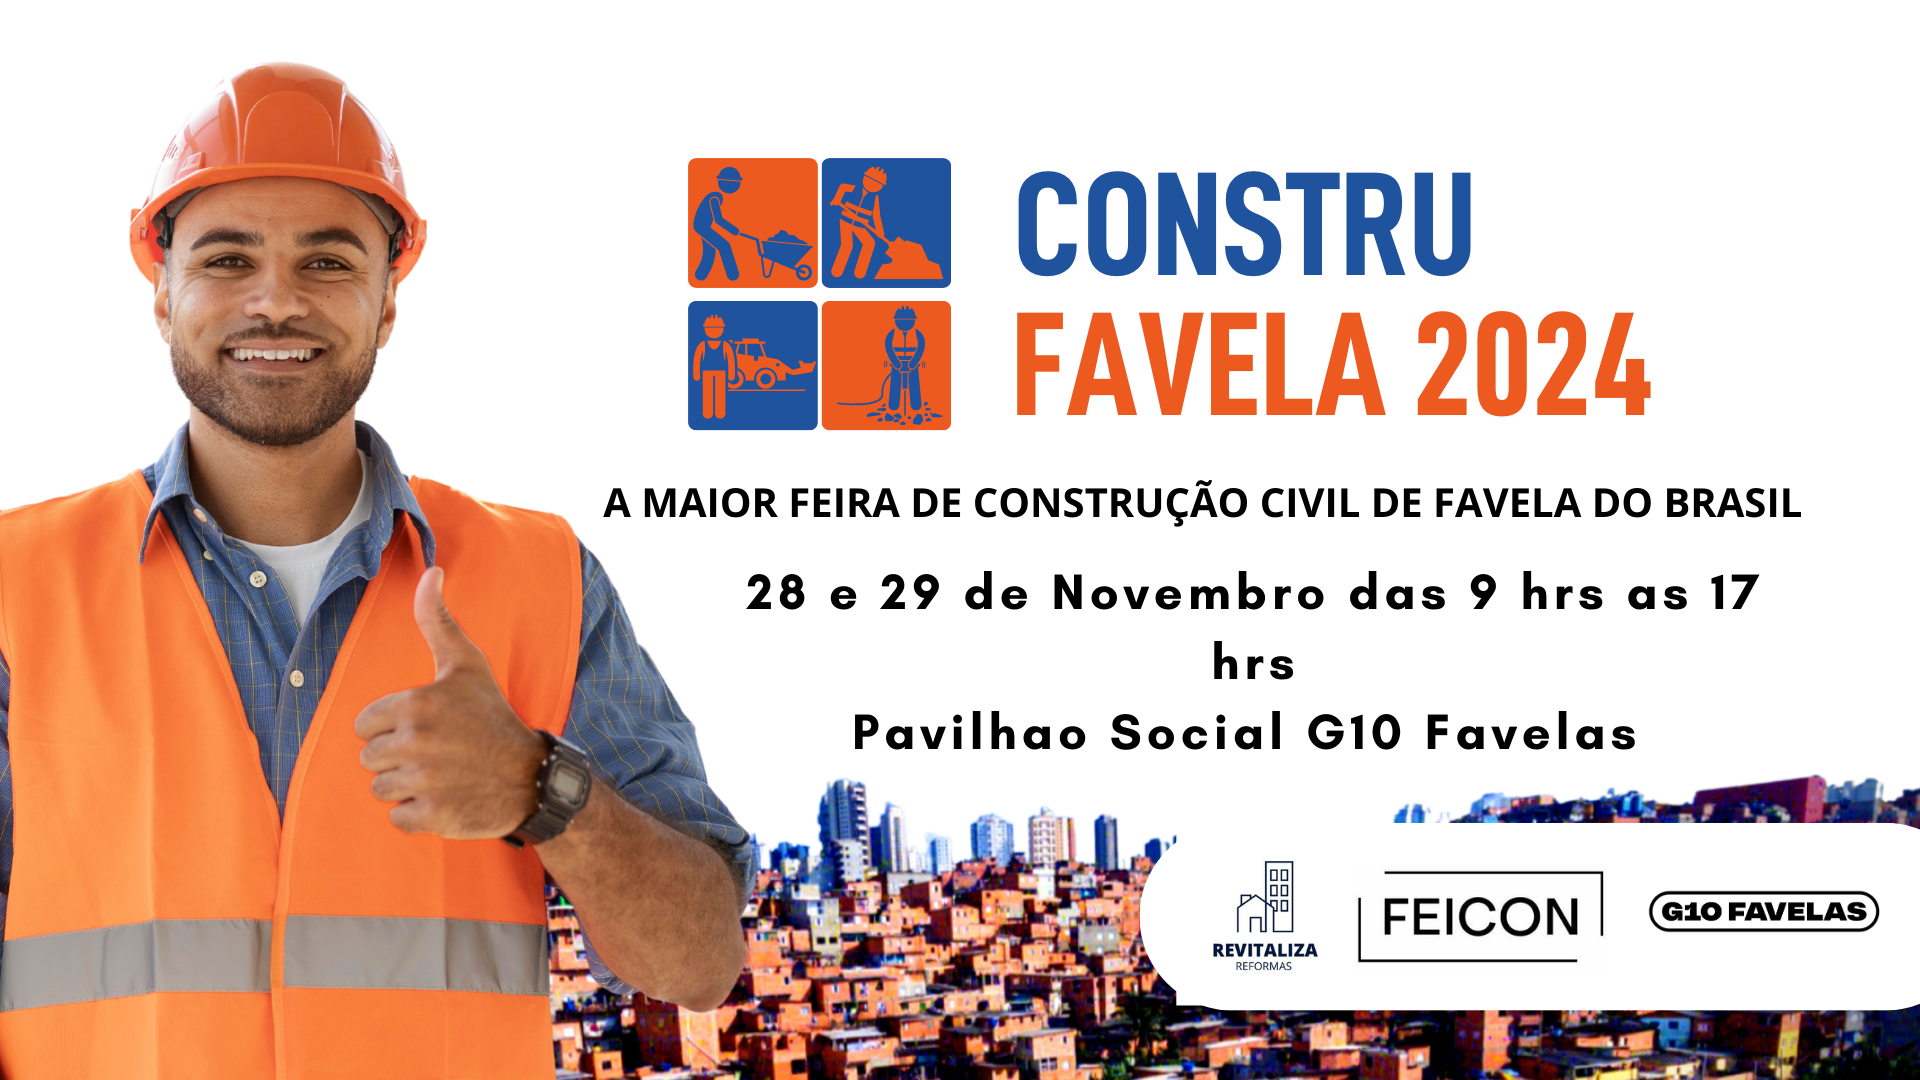 CONSTRU
FAVELA 2024
A MAIOR FEIRA DE CONSTRUÇÃO CIVIL DE FAVELA DO BRASIL
28 e 29 de Novembro das 9 hrs as 17
hrs
Pavilhao Social G10 Favelas
REVITALIZA
REFORMAS
FEICON
G10 FAVELAS